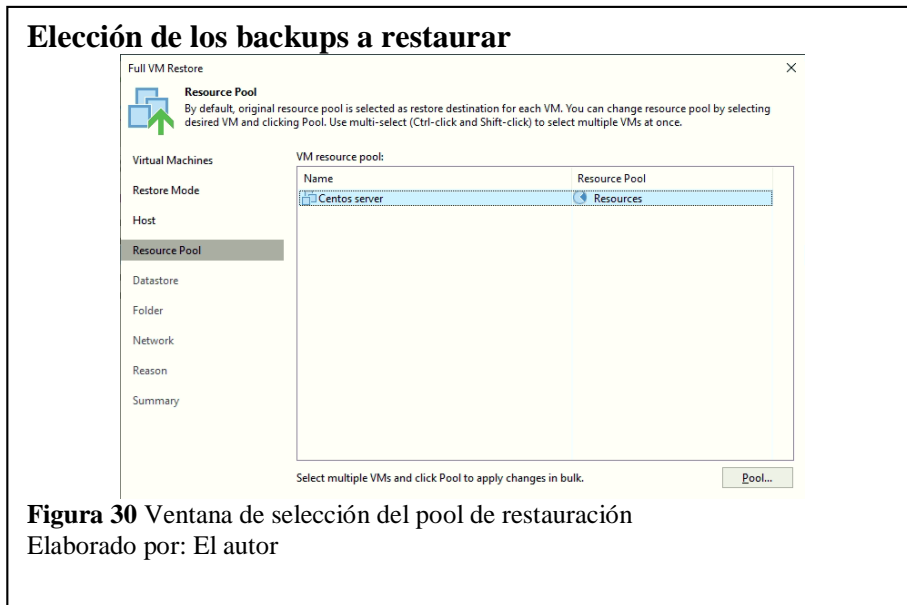 Elección de los backups a restaurar
Full VM Restore
Resource Pool
By default, original resource pool is selected as restore destination for each VM. You can change resource pool by selecting
desired VM and clicking Pool. Use multi-select (Ctrl-click and Shift-click) to select multiple VMs at once.
Virtual Machines
Restore Mode
Host
Resource Pool
Datastore
Folder
Network
Reason
Summary
VM resource pool:
Name Resource Pool
Centos server Resources
Select multiple VMs and click Pool to apply changes in bulk. Pool...
Figura 30 Ventana de selección del pool de restauración
Elaborado por: El autor